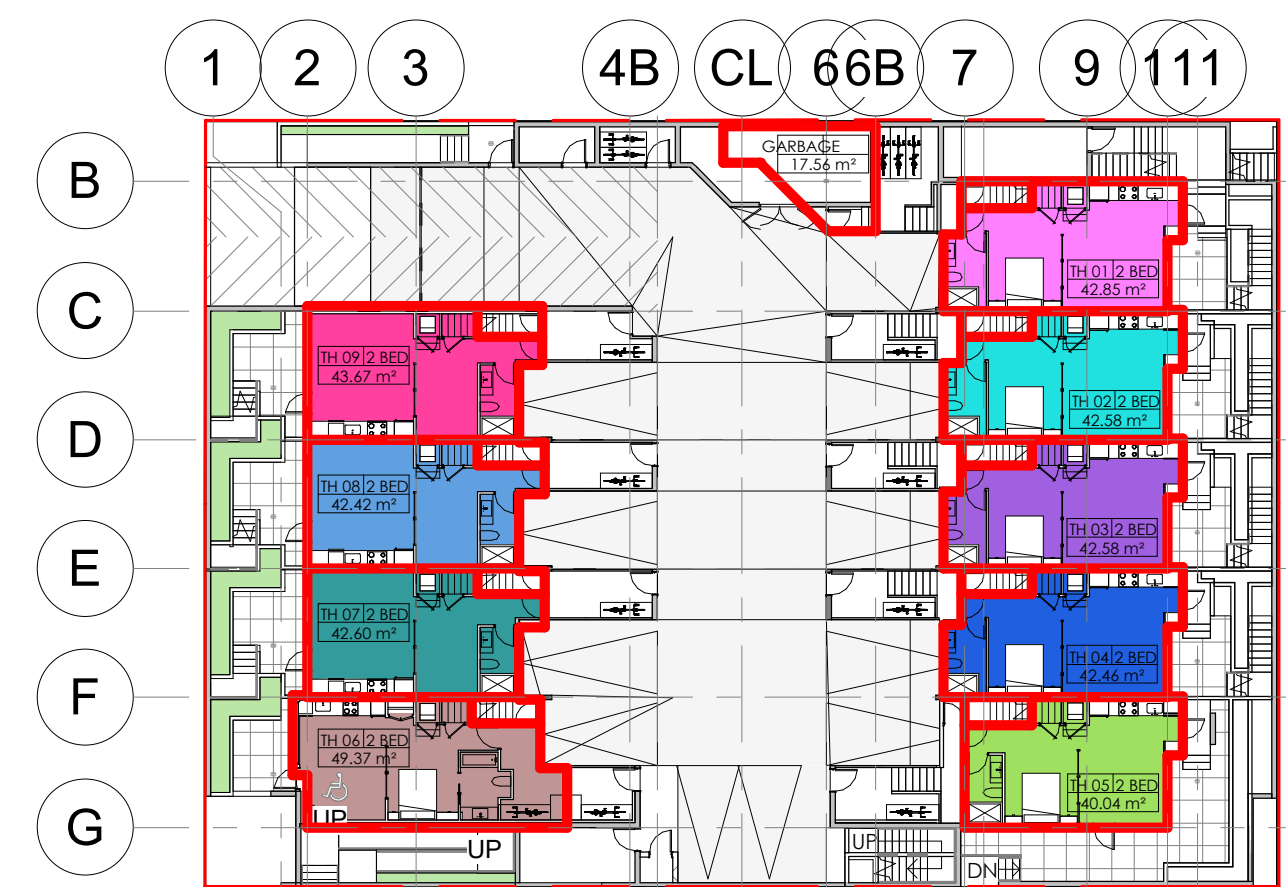 1 2 3 4B CL 6 6B 7 9 11 11
B
GARBAGE
17.56 m²
TH 01 2 BED
42.85 m²
C
TH 09 2 BED
43.67 m²
TH 02 2 BED
42.58 m²
D
TH 08 2 BED
42.42 m²
TH 03 2 BED
42.58 m²
E
TH 07 2 BED
42.60 m²
TH 04 2 BED
42.46 m²
F
TH 06 2 BED
49.37 m²
TH 05 2 BED
40.04 m²
G
UP
UP
UP
DN